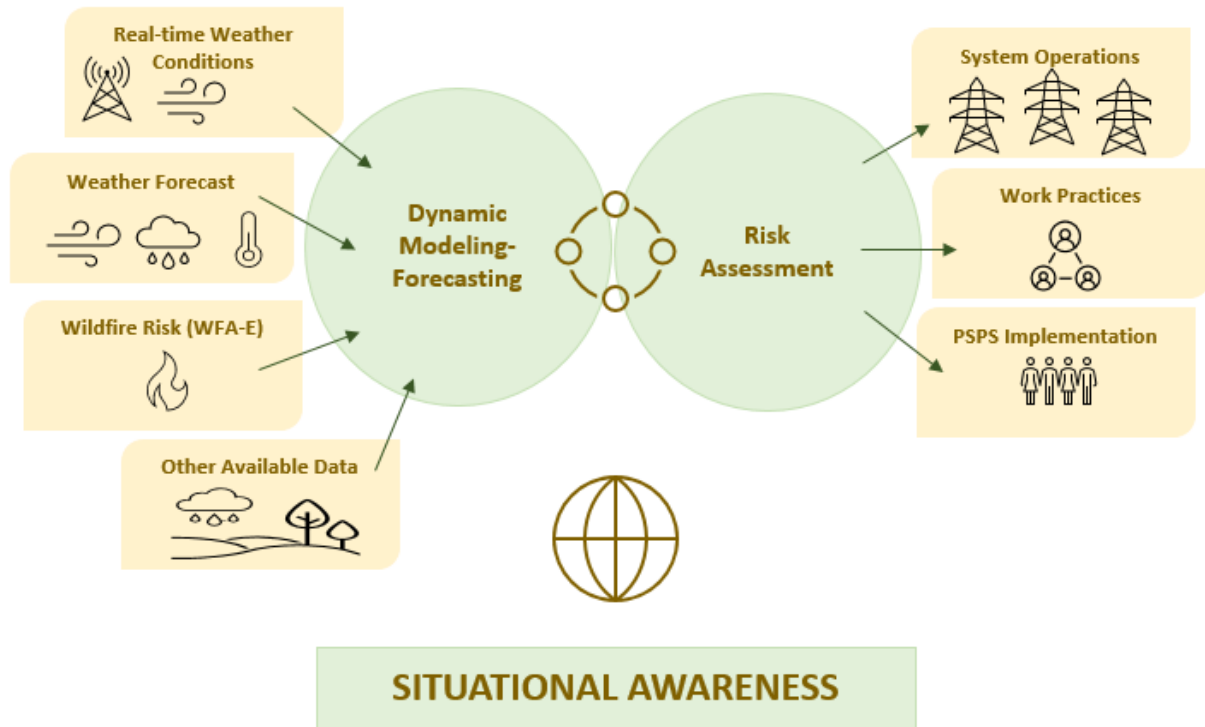 Real-time Weather
Conditions
Weather Forecast
Wildfire Risk (WFA-E)
Other Available Data
Dynamic
Modeling-
Forecasting
Risk
Assessment
System Operations
Work Practices
PSPS Implementation
SITUATIONAL AWARENESS